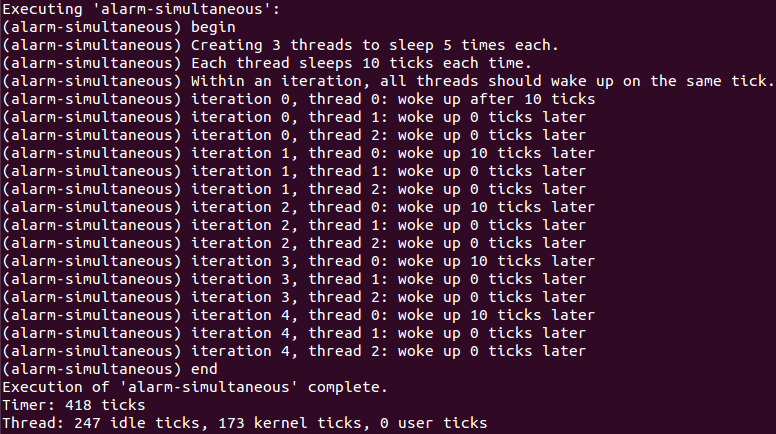 Executing 'alarm-simultaneous':
(alarm-simultaneous) begin
(alarm-simultaneous) Creating 3 threads to sleep 5 times each.
(alarm-simultaneous) Each thread sleeps 10 ticks each time.
(alarm-simultaneous) Within an iteration, all threads should wake up on the same tick.
(alarm-simultaneous) iteration 0, thread 0: woke up after 10 ticks
(alarm-simultaneous) iteration 0, thread 1: woke up 0 ticks later
(alarm-simultaneous) iteration 0, thread 2: woke up 0 ticks later
(alarm-simultaneous) iteration 1, thread 0: woke up 10 ticks later
(alarm-simultaneous) iteration 1, thread 1: woke up 0 ticks later
(alarm-simultaneous) iteration 1, thread 2: woke up 0 ticks later
(alarm-simultaneous) iteration 2, thread 0: woke up 10 ticks later
(alarm-simultaneous) iteration 2, thread 1: woke up 0 ticks later
(alarm-simultaneous) iteration 2, thread 2: woke up 0 ticks later
(alarm-simultaneous) iteration 3, thread 0: woke up 10 ticks later
(alarm-simultaneous) iteration 3, thread 1: woke up 0 ticks later
(alarm-simultaneous) iteration 3, thread 2: woke up 0 ticks later
(alarm-simultaneous) iteration 4, thread 0: woke up 10 ticks later
(alarm-simultaneous) iteration 4, thread 1: woke up 0 ticks later
(alarm-simultaneous) iteration 4, thread 2: woke up 0 ticks later
(alarm-simultaneous) end
Execution of 'alarm-simultaneous' complete.
Timer: 418 ticks
Thread: 247 idle ticks, 173 kernel ticks, 0 user ticks